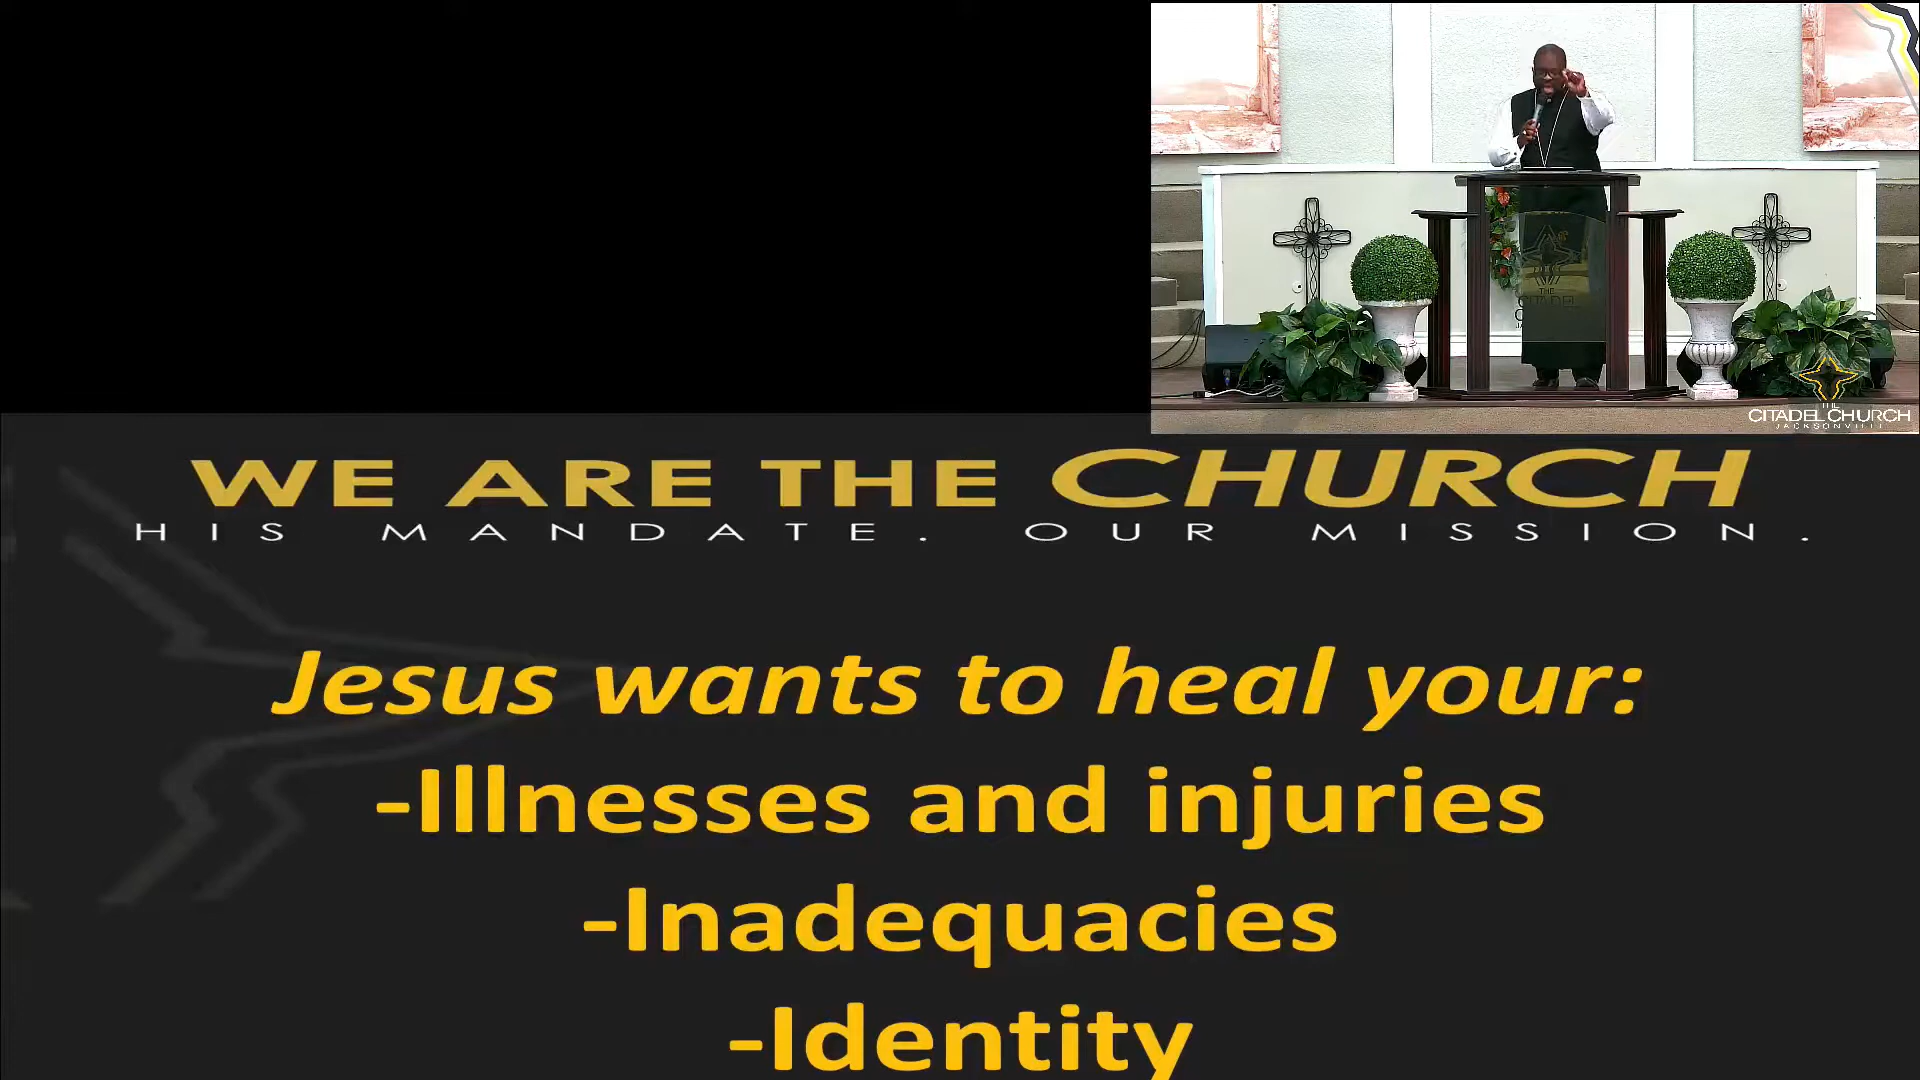 THE
CITADEL CHURCH
JACKSONVILLE
WE ARE THE CHURCH
HIS MANDATE. OUR MISSION.
Jesus wants to heal your:
-Illnesses and injuries
-Inadequacies
-Identity